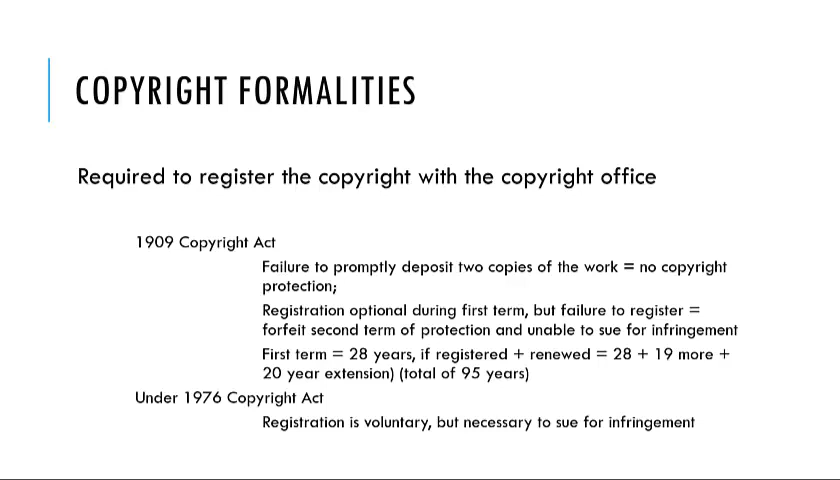 COPYRIGHT FORMALITIES
Required to register the copyright with the copyright office
1909 Copyright Act
Failure to promptly deposit two copies of the work = no copyright
protection;
Registration optional during first term, but failure to register =
forfeit second term of protection and unable to sue for infringement
First term = 28 years, if registered + renewed = 28 + 19 more +
20 year extension) (total of 95 years)
Under 1976 Copyright Act
Registration is voluntary, but necessary to sue for infringement